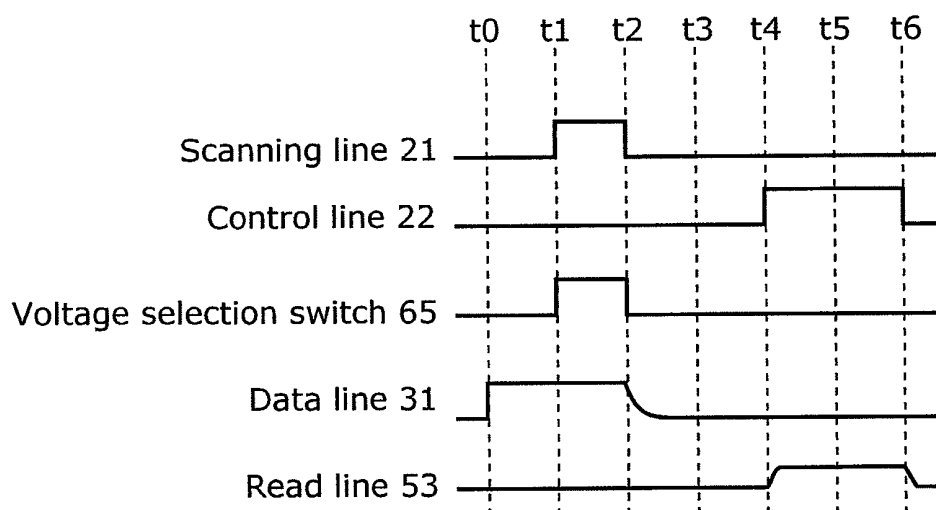 t0 t1 t2 t3 t4 t5 t6
Scanning line 21
Control line 22
Voltage selection switch 65
Data line 31
Read line 53